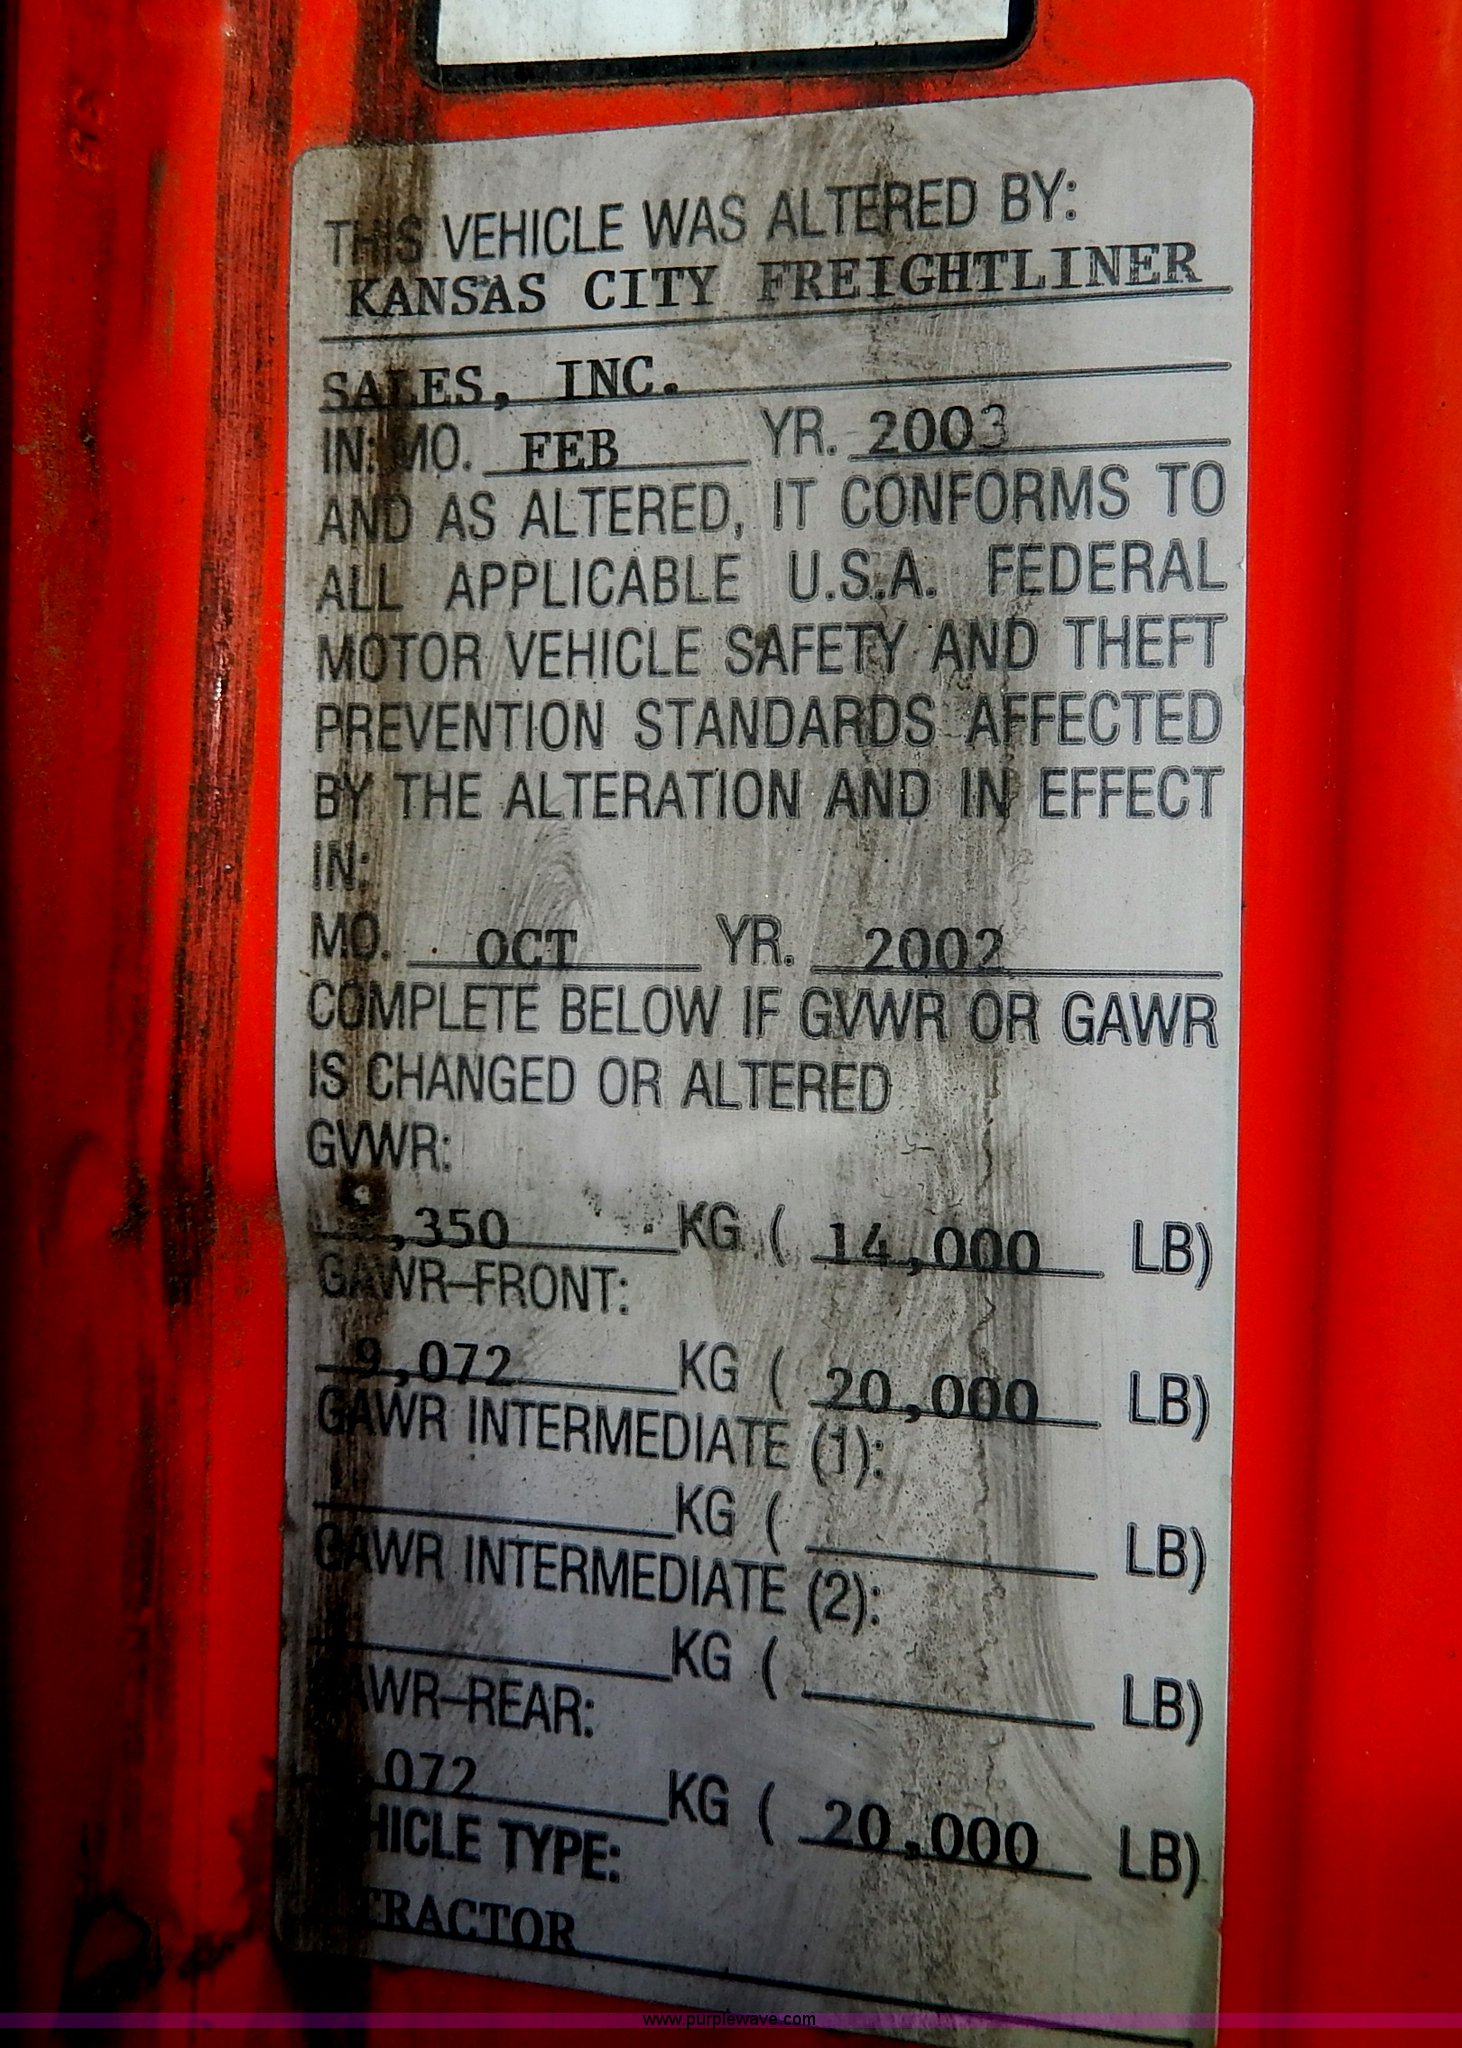 THIS VEHICLE WAS ALTERED BY:
KANSAS CITY FREIGHTLINER
SALES, INC.
IN: MO. FEB YR. 2003
AND AS ALTERED, IT CONFORMS TO
ALL APPLICABLE U.S.A. FEDERAL
MOTOR VEHICLE SAFETY AND THEFT
PREVENTION STANDARDS AFFECTED
BY THE ALTERATION AND IN EFFECT
IN:
MO. OCT YR. 2002
COMPLETE BELOW IF GVWR OR GAWR
IS CHANGED OR ALTERED
GVWR:
,350 KG ( 14,000 LB)
GAWR-FRONT:
9,072 KG ( 20,000 LB)
GAWR INTERMEDIATE (1):
KG ( LB)
GAWR INTERMEDIATE (2):
KG ( LB)
AWR-REAR:
072 KG ( 20,000 LB)
HICLE TYPE:
TRACTOR
www.purplewave.com